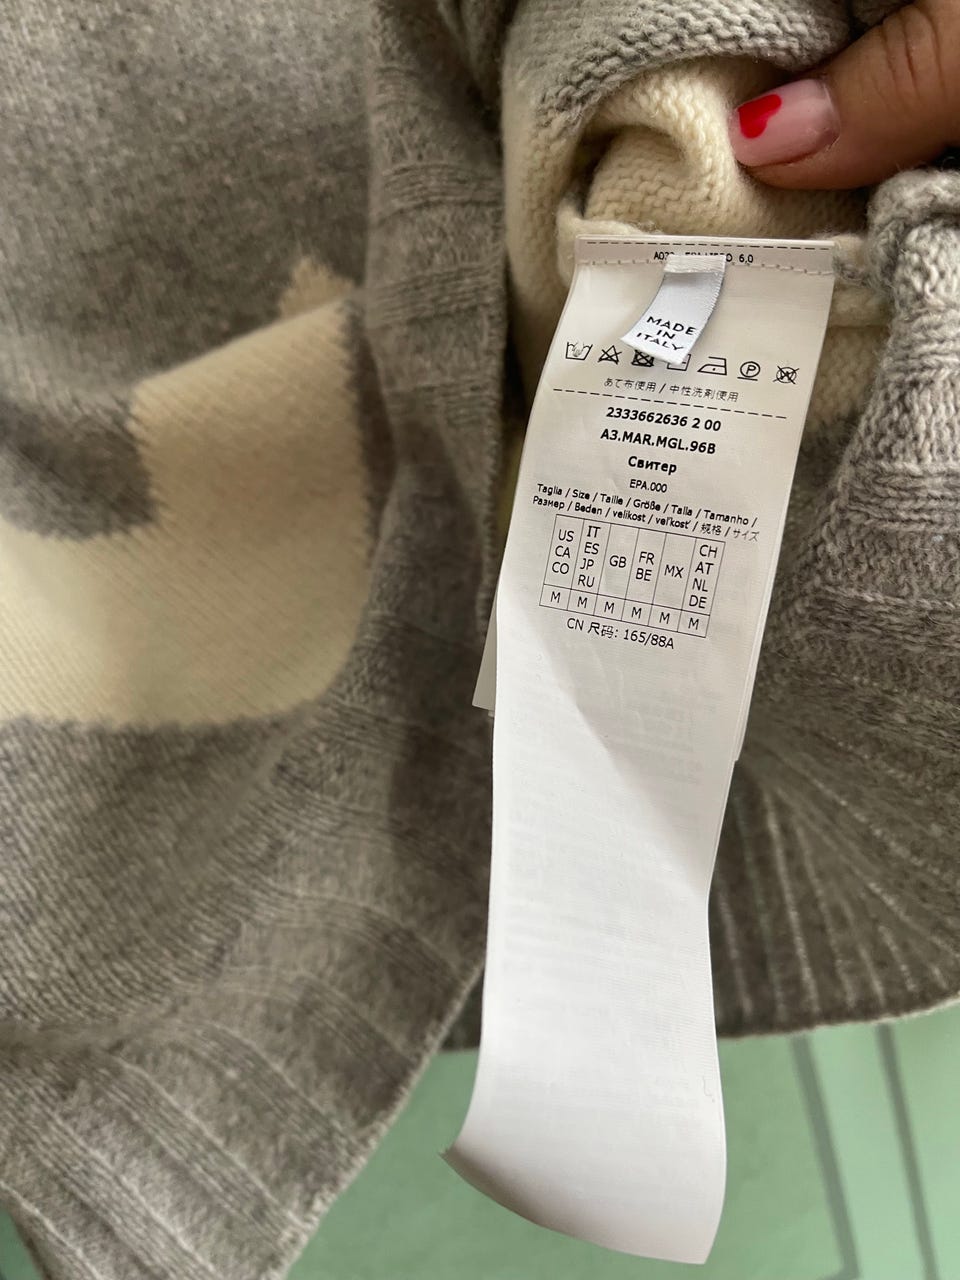 6,0
MADE
IN
ITALY
P
W
あて布使用 / 中性洗剤使用
2333662636 2 00
A3.MAR.MGL.96B
Свитер
EPA.000
Taglia / Size / Taille / Größe / Talla / Tamanho /
Размер / Beden / velikost / veľkosť / 规格 / サイズ
US CA CO IT ES JP RU GB FR BE MX CH AT NL DE
M M M M M M
CN 尺码: 165/88A